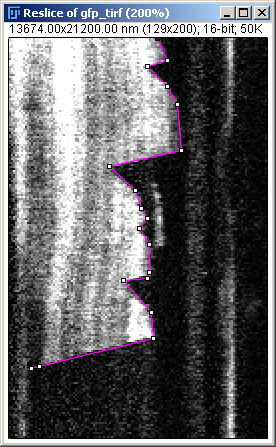 Reslice of gfp_tirf (200%)
13674.00x21200.00 nm (129x200); 16-bit; 50K